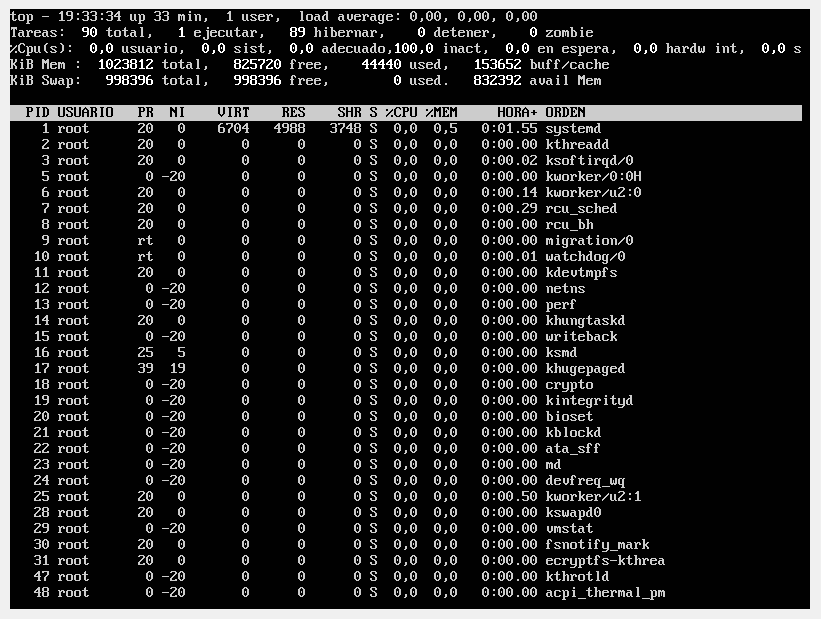 top - 19:33:34 up 33 min,  1 user,  load average: 0,00, 0,00, 0,00
Tareas:  90 total,   1 ejecutar,  89 hibernar,    0 detener,    0 zombie
%Cpu(s):  0,0 usuario,  0,0 sist,  0,0 adecuado,100,0 inact,  0,0 en espera,  0,0 hardw int,  0,0 s
KiB Mem :  1023812 total,   825720 free,    44440 used,   153652 buff/cache
KiB Swap:   998396 total,   998396 free,        0 used.   832392 avail Mem
PID USUARIO PR NI VIRT RES SHR S %CPU %MEM HORA+ ORDEN
1 root 20 0 6704 4988 3748 S 0,0 0,5 0:01.55 systemd
2 root 20 0 0 0 0 S 0,0 0,0 0:00.00 kthreadd
3 root 20 0 0 0 0 S 0,0 0,0 0:00.02 ksoftirqd/0
5 root 0 -20 0 0 0 S 0,0 0,0 0:00.00 kworker/0:0H
6 root 20 0 0 0 0 S 0,0 0,0 0:00.14 kworker/u2:0
7 root 20 0 0 0 0 S 0,0 0,0 0:00.29 rcu_sched
8 root 20 0 0 0 0 S 0,0 0,0 0:00.00 rcu_bh
9 root rt 0 0 0 0 S 0,0 0,0 0:00.00 migration/0
10 root rt 0 0 0 0 S 0,0 0,0 0:00.01 watchdog/0
11 root 20 0 0 0 0 S 0,0 0,0 0:00.00 kdevtmpfs
12 root 0 -20 0 0 0 S 0,0 0,0 0:00.00 netns
13 root 0 -20 0 0 0 S 0,0 0,0 0:00.00 perf
14 root 20 0 0 0 0 S 0,0 0,0 0:00.00 khungtaskd
15 root 0 -20 0 0 0 S 0,0 0,0 0:00.00 writeback
16 root 25 5 0 0 0 S 0,0 0,0 0:00.00 ksmd
17 root 39 19 0 0 0 S 0,0 0,0 0:00.00 khugepaged
18 root 0 -20 0 0 0 S 0,0 0,0 0:00.00 crypto
19 root 0 -20 0 0 0 S 0,0 0,0 0:00.00 kintegrityd
20 root 0 -20 0 0 0 S 0,0 0,0 0:00.00 bioset
21 root 0 -20 0 0 0 S 0,0 0,0 0:00.00 kblockd
22 root 0 -20 0 0 0 S 0,0 0,0 0:00.00 ata_sff
23 root 0 -20 0 0 0 S 0,0 0,0 0:00.00 md
24 root 0 -20 0 0 0 S 0,0 0,0 0:00.00 devfreq_wq
25 root 20 0 0 0 0 S 0,0 0,0 0:00.50 kworker/u2:1
28 root 20 0 0 0 0 S 0,0 0,0 0:00.00 kswapd0
29 root 0 -20 0 0 0 S 0,0 0,0 0:00.00 vmstat
30 root 20 0 0 0 0 S 0,0 0,0 0:00.00 fsnotify_mark
31 root 20 0 0 0 0 S 0,0 0,0 0:00.00 ecryptfs-kthrea
47 root 0 -20 0 0 0 S 0,0 0,0 0:00.00 kthrotld
48 root 0 -20 0 0 0 S 0,0 0,0 0:00.00 acpi_thermal_pm